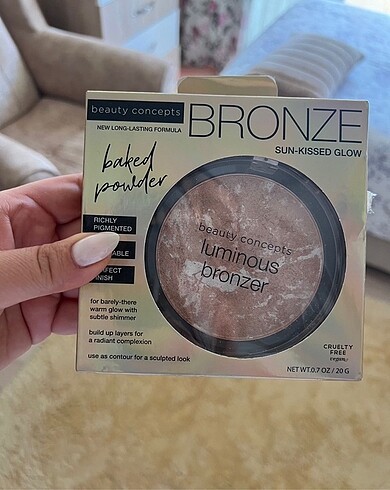 beauty concepts
BRONZE
NEW LONG-LASTING FORMULA
SUN-KISSED GLOW
baked
powder
RICHLY
PIGMENTED
beauty concepts
luminous
bronzer
for barely-there
warm glow with
subtle shimmer
build up layers for
a radiant complexion
use as contour for a sculpted look
CRUELTY
FREE
vegan
NET WT.0.7 OZ / 20 G